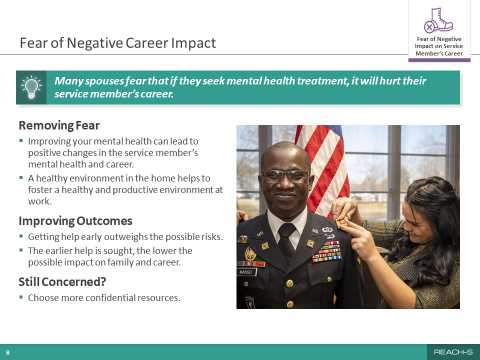 Fear of Negative Career Impact
Fear of Negative
Impact on Service
Member's Career
Many spouses fear that if they seek mental health treatment, it will hurt their
service member's career.
Removing Fear
▪ Improving your mental health can lead to
positive changes in the service member's
mental health and career.
▪ A healthy environment in the home helps to
foster a healthy and productive environment at
work.
Improving Outcomes
▪ Getting help early outweighs the possible risks.
▪ The earlier help is sought, the lower the
possible impact on family and career.
Still Concerned?
▪ Choose more confidential resources.
MANSO
8
REACH-S